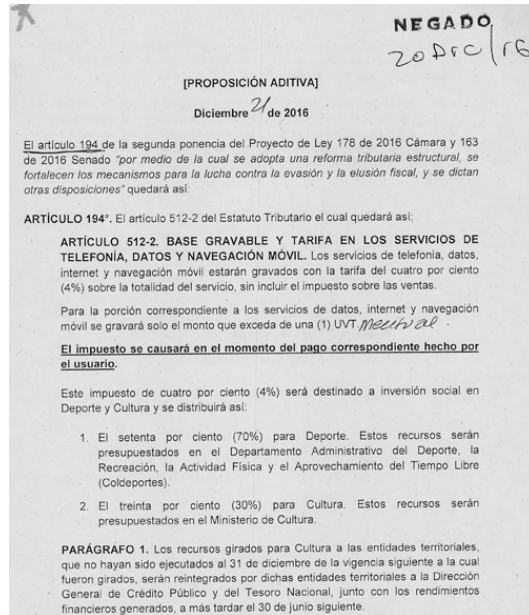 NEGADO
20 Dic/16
[PROPOSICIÓN ADITIVA]
Diciembre 21 de 2016
El artículo 194 de la segunda ponencia del Proyecto de Ley 178 de 2016 Cámara y 163
de 2016 Senado "por medio de la cual se adopta una reforma tributaria estructural, se
fortalecen los mecanismos para la lucha contra la evasión y la elusión fiscal, y se dictan
otras disposiciones" quedará así:
ARTÍCULO 194°. El artículo 512-2 del Estatuto Tributario el cual quedará así:
ARTÍCULO 512-2. BASE GRAVABLE Y TARIFA EN LOS SERVICIOS DE
TELEFONÍA, DATOS Y NAVEGACIÓN MÓVIL. Los servicios de telefonía, datos,
internet y navegación móvil estarán gravados con la tarifa del cuatro por ciento
(4%) sobre la totalidad del servicio, sin incluir el impuesto sobre las ventas.
Para la porción correspondiente a los servicios de datos, internet y navegación
móvil se gravará solo el monto que exceda de una (1) UVT mensual.
El impuesto se causará en el momento del pago correspondiente hecho por
el usuario.
Este impuesto de cuatro por ciento (4%) será destinado a inversión social en
Deporte y Cultura y se distribuirá así:
1. El setenta por ciento (70%) para Deporte. Estos recursos serán
presupuestados en el Departamento Administrativo del Deporte, la
Recreación, la Actividad Física y el Aprovechamiento del Tiempo Libre
(Coldeportes).
2. El treinta por ciento (30%) para Cultura. Estos recursos serán
presupuestados en el Ministerio de Cultura.
PARÁGRAFO 1. Los recursos girados para Cultura a las entidades territoriales,
que no hayan sido ejecutados al 31 de diciembre de la vigencia siguiente a la cual
fueron girados, serán reintegrados por dichas entidades territoriales a la Dirección
General de Crédito Público y del Tesoro Nacional, junto con los rendimientos
financieros generados, a más tardar el 30 de junio siguiente.